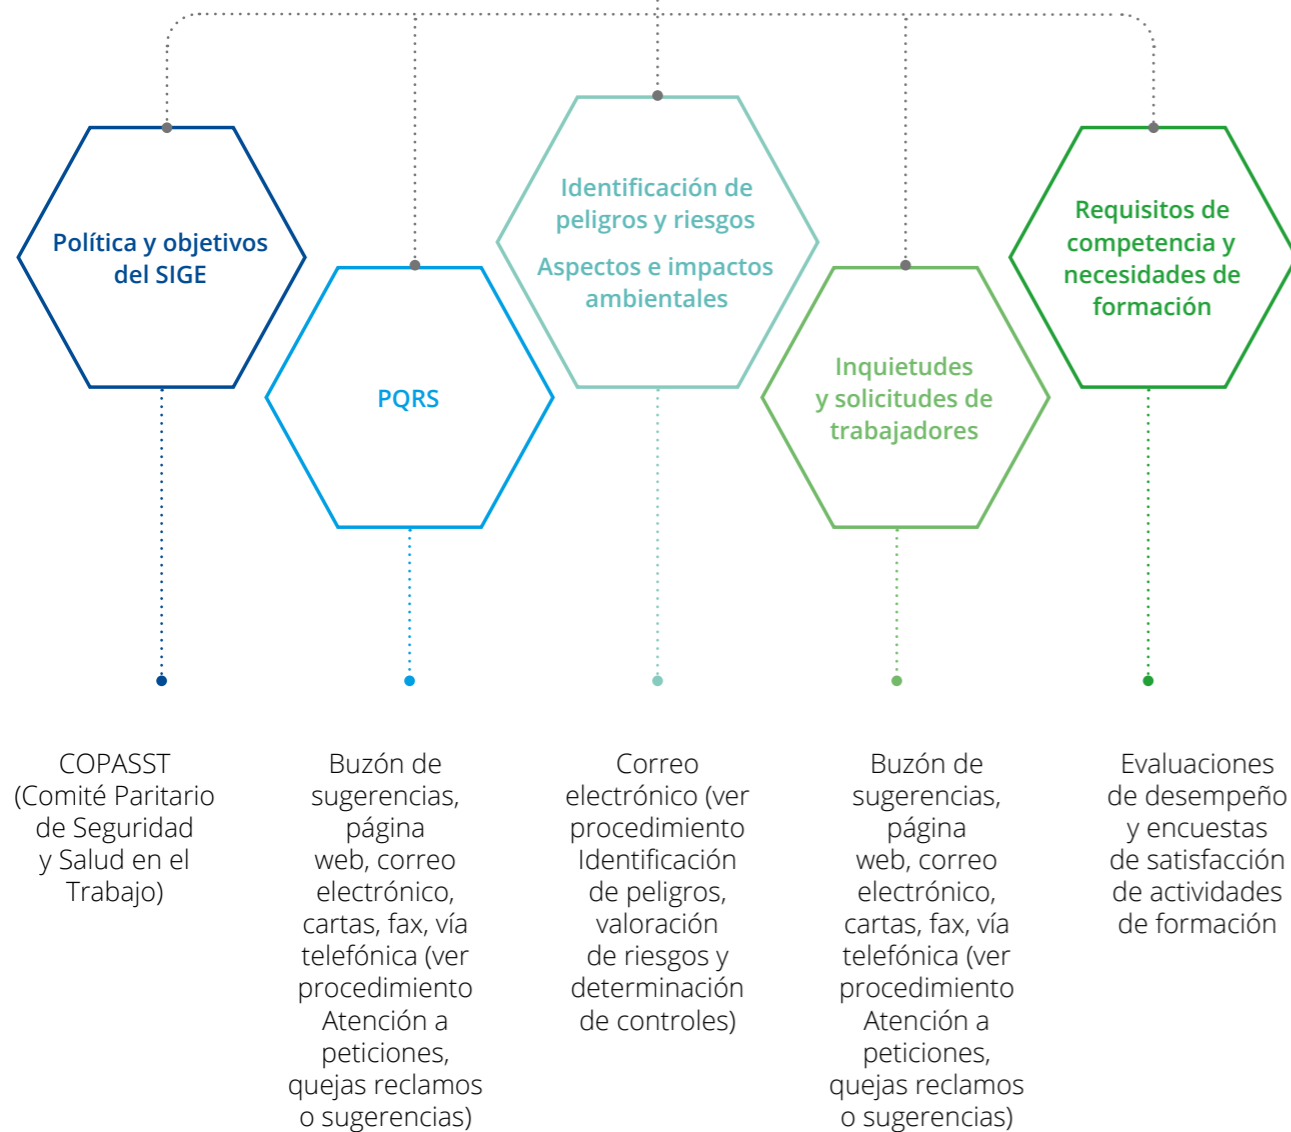 Política y objetivos
del SIGE
PQRS
Identificación de
peligros y riesgos
Aspectos e impactos
ambientales
Inquietudes
y solicitudes de
trabajadores
Requisitos de
competencia y
necesidades de
formación
COPASST
(Comité Paritario
de Seguridad
y Salud en el
Trabajo)
Buzón de
sugerencias,
página
web, correo
electrónico,
cartas, fax, vía
telefónica (ver
procedimiento
Atención a
peticiones,
quejas reclamos
o sugerencias)
Correo
electrónico (ver
procedimiento
Identificación
de peligros,
valoración
de riesgos y
determinación
de controles)
Buzón de
sugerencias,
página
web, correo
electrónico,
cartas, fax, vía
telefónica (ver
procedimiento
Atención a
peticiones,
quejas reclamos
o sugerencias)
Evaluaciones
de desempeño
y encuestas
de satisfacción
de actividades
de formación